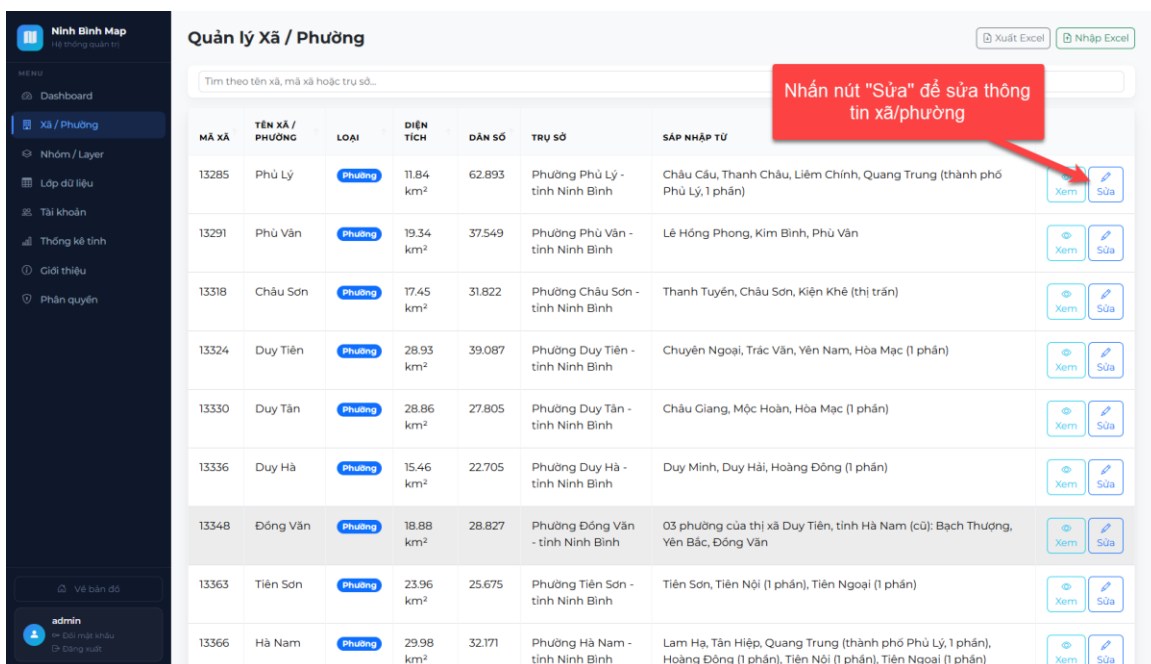 Ninh Bình Map
Hệ thống quản trị
MENU
Dashboard
Xã / Phường
Nhóm / Layer
Lớp dữ liệu
Tài khoản
Thống kê tỉnh
Giới thiệu
Phân quyền
Về bản đồ
admin
Đổi mật khẩu
Đăng xuất
Quản lý Xã / Phường
Xuất Excel
Nhập Excel
Tìm theo tên xã, mã xã hoặc trụ sở...
Nhấn nút "Sửa" để sửa thông
tin xã/phường
MÃ XÃ TÊN XÃ / PHƯỜNG LOẠI DIỆN TÍCH DÂN SỐ TRỤ SỞ SÁP NHẬP TỪ
13285 Phủ Lý Phường 11.84 62.893 Phường Phủ Lý - Châu Cầu, Thanh Châu, Liêm Chính, Quang Trung (thành phố
km² tỉnh Ninh Bình Phủ Lý, 1 phần) Xem Sửa
13291 Phù Vân Phường 19.34 37.549 Phường Phù Vân - Lê Hồng Phong, Kim Bình, Phù Vân
km² tỉnh Ninh Bình Xem Sửa
13318 Châu Sơn Phường 17.45 31.822 Phường Châu Sơn - Thanh Tuyền, Châu Sơn, Kiện Khê (thị trấn)
km² tỉnh Ninh Bình Xem Sửa
13324 Duy Tiên Phường 28.93 39.087 Phường Duy Tiên - Chuyên Ngoại, Trác Văn, Yên Nam, Hòa Mạc (1 phần)
km² tỉnh Ninh Bình Xem Sửa
13330 Duy Tân Phường 28.86 27.805 Phường Duy Tân - Châu Giang, Mộc Hoàn, Hòa Mạc (1 phần)
km² tỉnh Ninh Bình Xem Sửa
13336 Duy Hà Phường 15.46 22.705 Phường Duy Hà - Duy Minh, Duy Hải, Hoàng Đông (1 phần)
km² tỉnh Ninh Bình Xem Sửa
13348 Đồng Văn Phường 18.88 28.827 Phường Đồng Văn 03 phường của thị xã Duy Tiên, tỉnh Hà Nam (cũ): Bạch Thượng,
km² - tỉnh Ninh Bình Yên Bắc, Đồng Văn Xem Sửa
13363 Tiên Sơn Phường 23.96 25.675 Phường Tiên Sơn - Tiên Sơn, Tiên Nội (1 phần), Tiên Ngoại (1 phần)
km² tỉnh Ninh Bình Xem Sửa
13366 Hà Nam Phường 29.98 32.171 Phường Hà Nam - Lam Hạ, Tân Hiệp, Quang Trung (thành phố Phủ Lý, 1 phần),
km² tỉnh Ninh Bình Hoàng Đông (1 phần), Tiên Nội (1 phần), Tiên Ngoại (1 phần) Xem Sửa